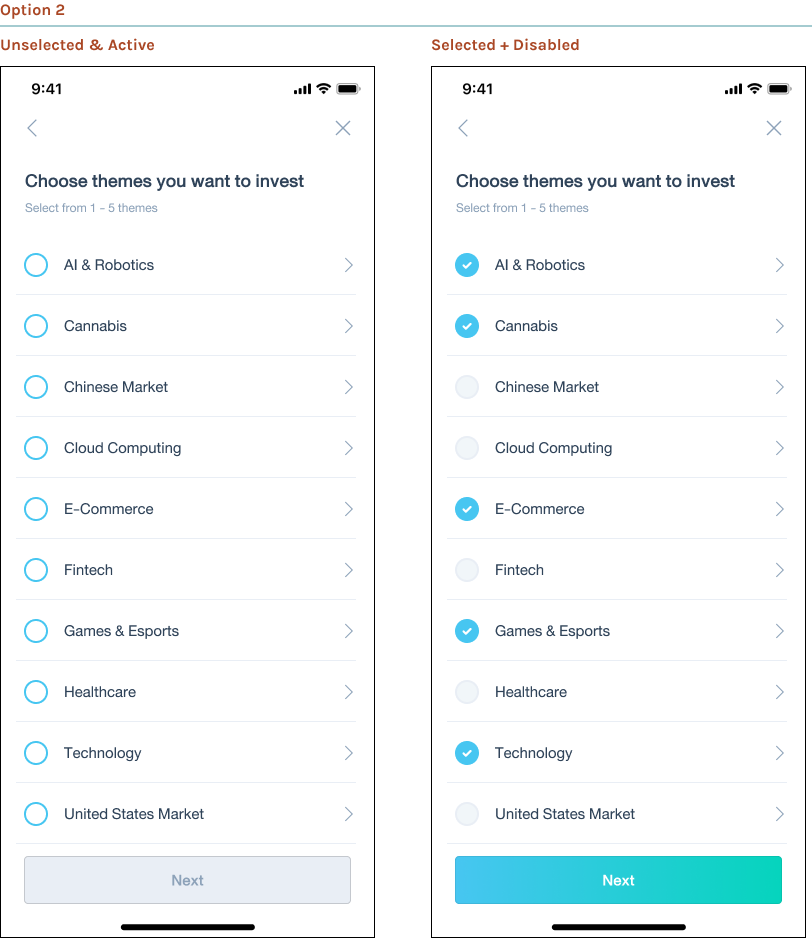 Option 2
Unselected & Active
9:41
Choose themes you want to invest
Select from 1 - 5 themes
AI & Robotics
Cannabis
Chinese Market
Cloud Computing
E-Commerce
Fintech
Games & Esports
Healthcare
Technology
United States Market
Next
Selected + Disabled
9:41
Choose themes you want to invest
Select from 1 - 5 themes
AI & Robotics
Cannabis
Chinese Market
Cloud Computing
E-Commerce
Fintech
Games & Esports
Healthcare
Technology
United States Market
Next